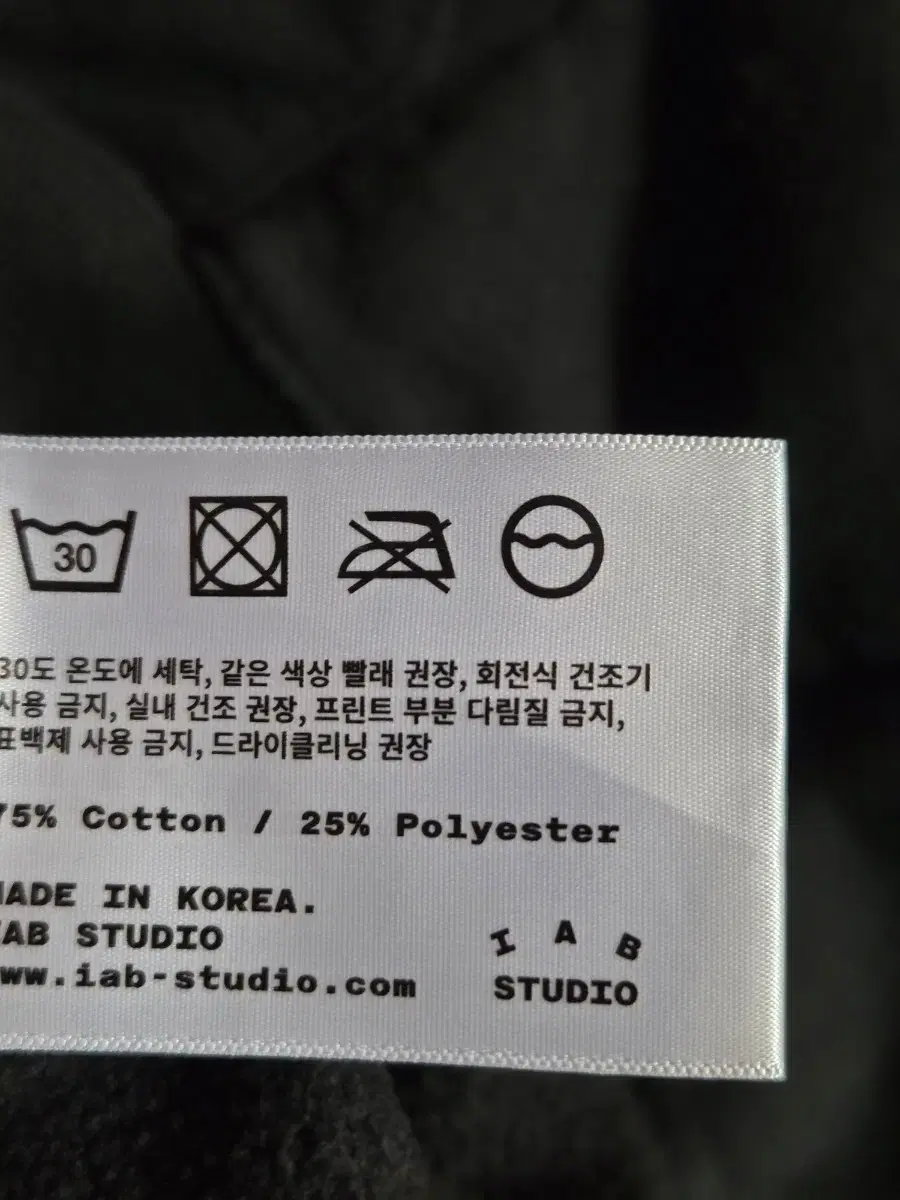 30
30도 온도에 세탁, 같은 색상 빨래 권장, 회전식 건조기
사용 금지, 실내 건조 권장, 프린트 부분 다림질 금지,
표백제 사용 금지, 드라이클리닝 권장
75% Cotton / 25% Polyester
MADE IN KOREA.
IAB STUDIO
www.iab-studio.com
I A B
STUDIO